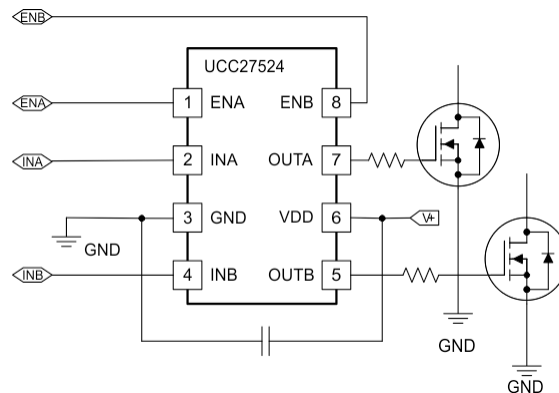 ENB
UCC27524
ENA 1 ENA ENB 8
INA 2 INA OUTA 7
3 GND VDD 6 V+
GND
INB 4 INB OUTB 5
GND
GND